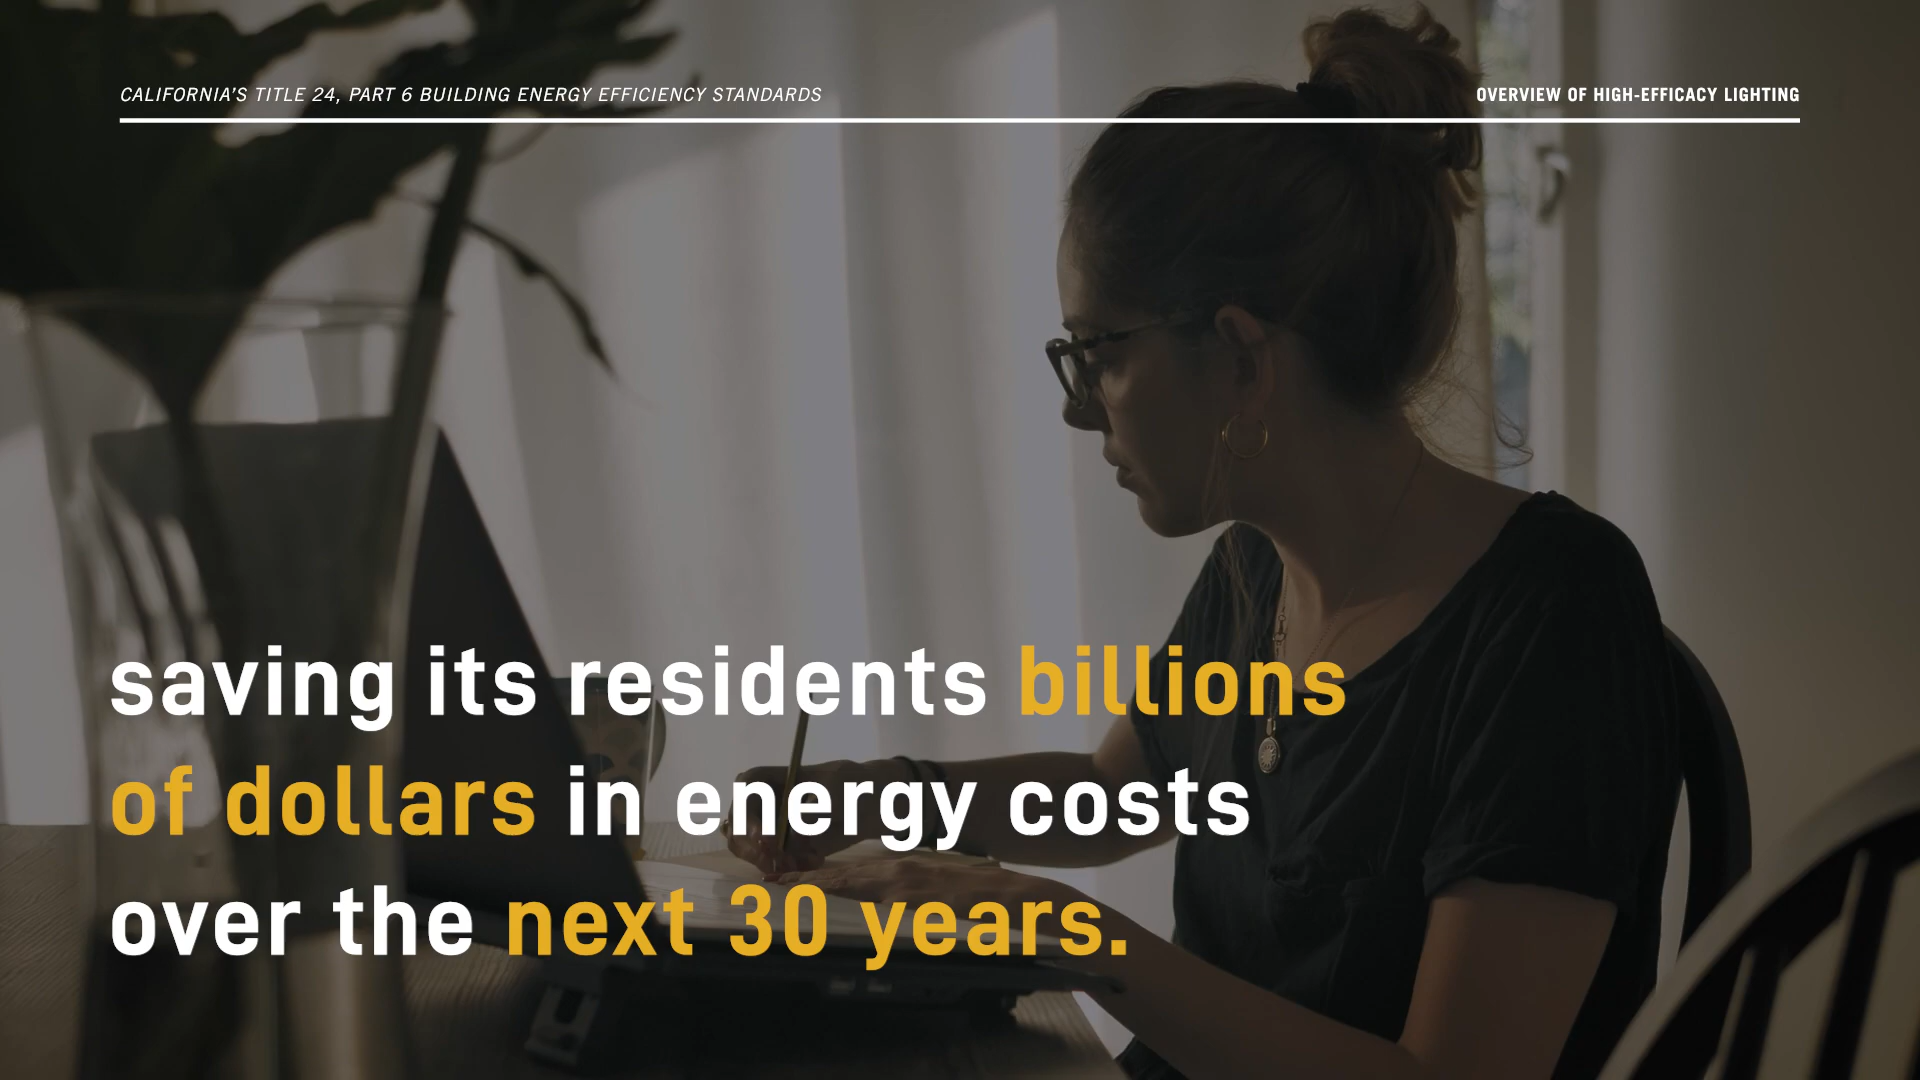 CALIFORNIA'S TITLE 24, PART 6 BUILDING ENERGY EFFICIENCY STANDARDS
OVERVIEW OF HIGH-EFFICACY LIGHTING
saving its residents billions
of dollars in energy costs
over the next 30 years.